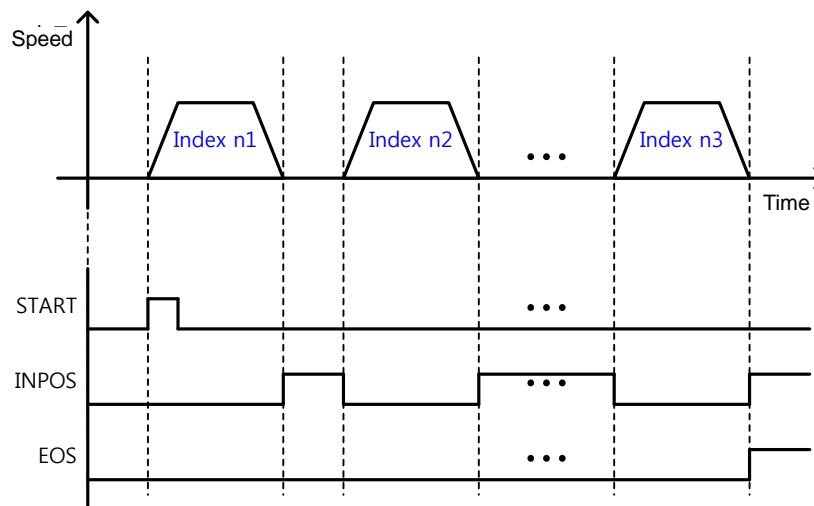 Speed
Index n1
Index n2
• • •
Index n3
Time
START
• • •
INPOS
• • •
EOS
• • •